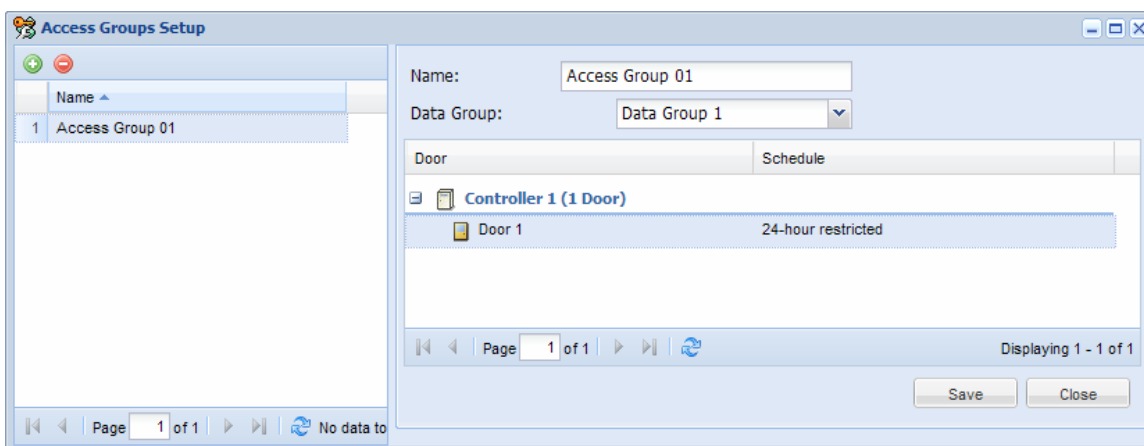 Access Groups Setup
Name
1 Access Group 01
Page 1 of 1 No data to
Name: Access Group 01
Data Group: Data Group 1
Door Schedule
Controller 1 (1 Door)
Door 1 24-hour restricted
Page 1 of 1 Displaying 1 - 1 of 1
Save Close